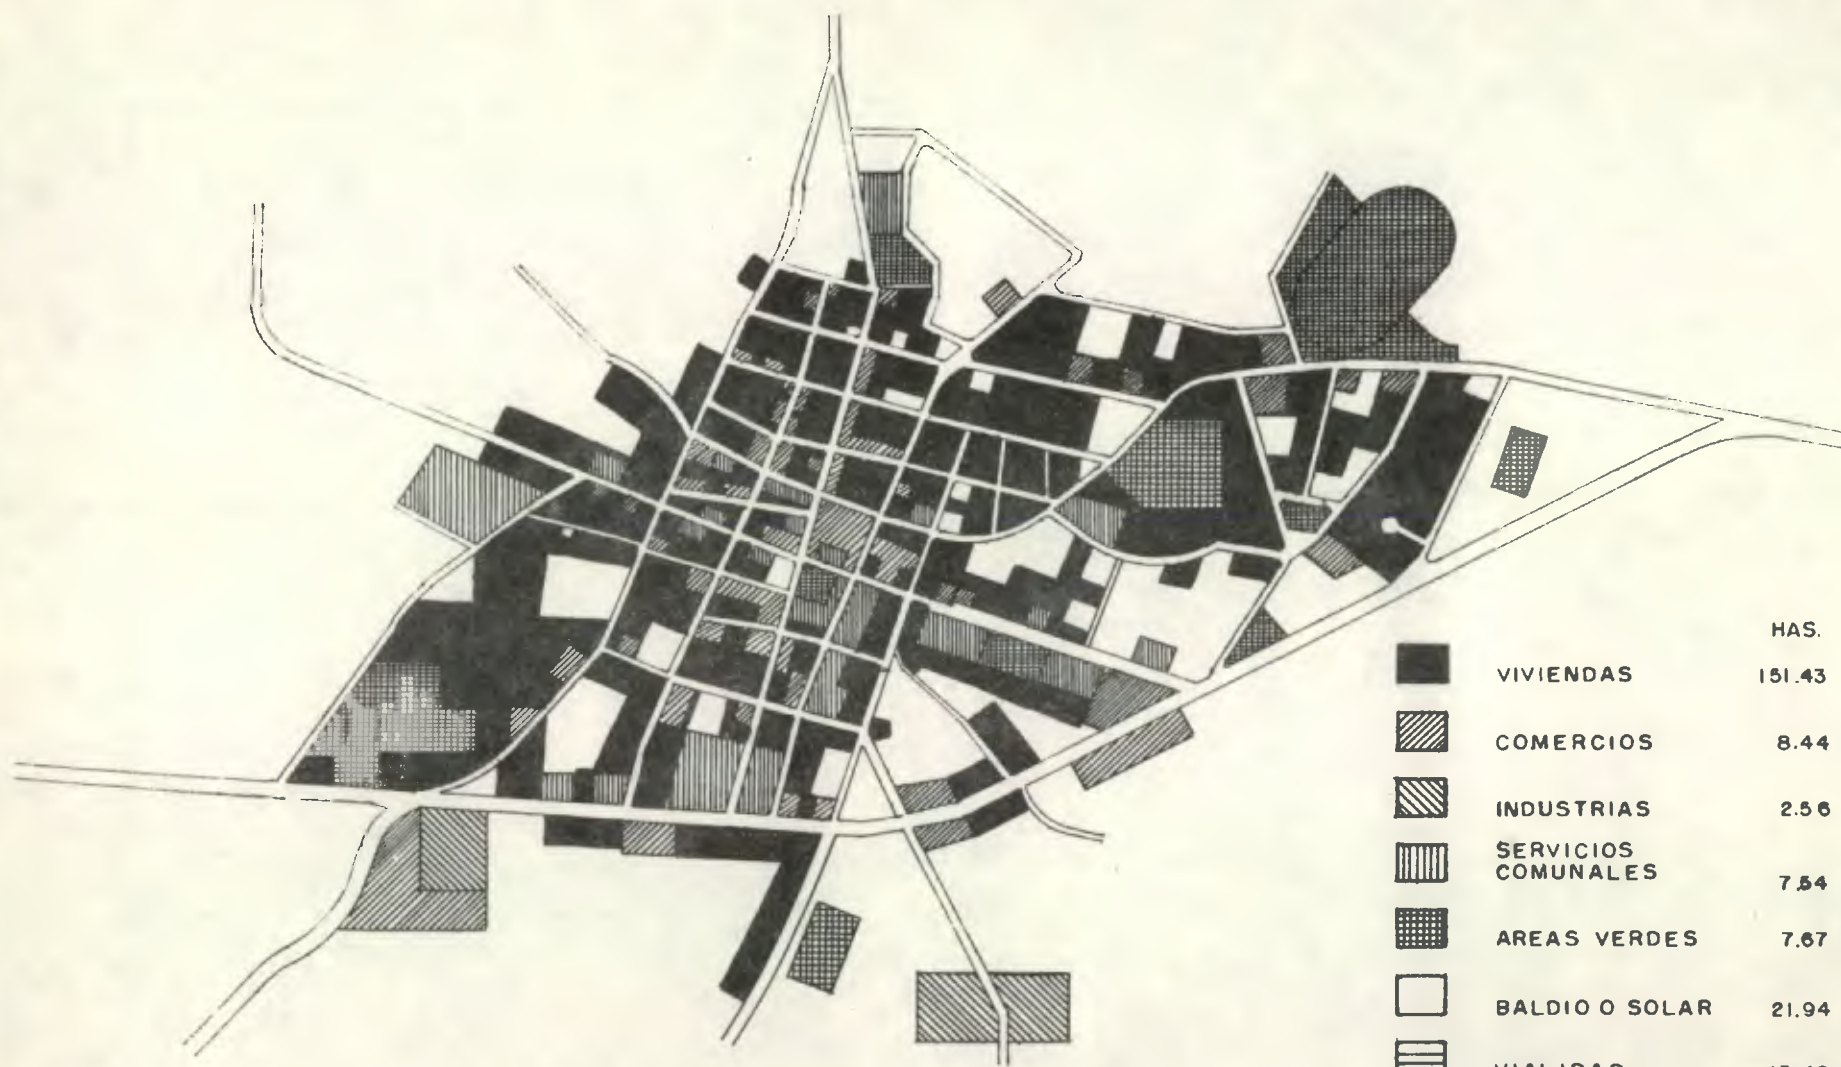 HAS.
VIVIENDAS 151.43
COMERCIOS 8.44
INDUSTRIAS 2.56
SERVICIOS
COMUNALES 7.54
AREAS VERDES 7.67
BALDIO O SOLAR 21.94